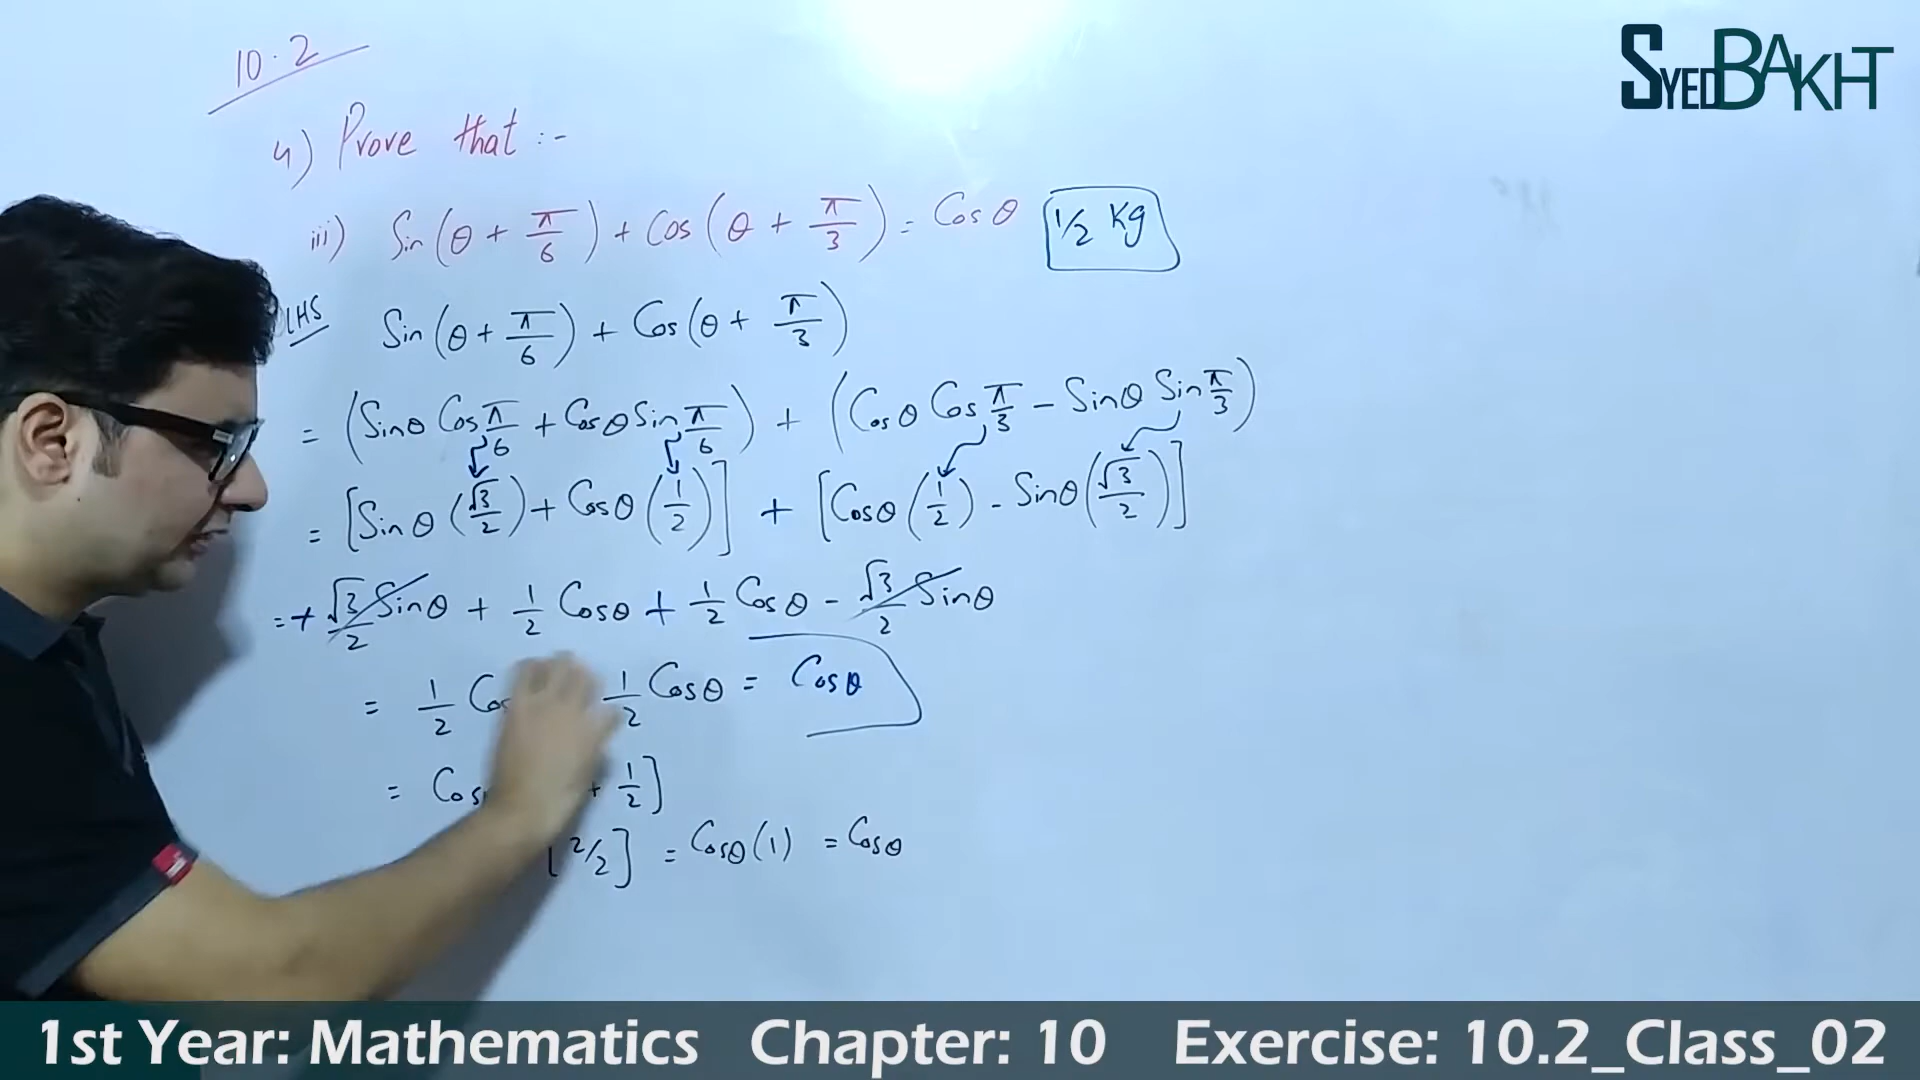 SYED BAKHT
10.2
4) Prove that :-
iii) Sin(θ + π/6) + Cos(θ + π/3) = Cosθ 1/2 Kg
LHS Sin(θ + π/6) + Cos(θ + π/3)
= (Sinθ Cos π/6 + Cosθ Sin π/6) + (Cosθ Cos π/3 - Sinθ Sin π/3)
= [Sinθ (√3/2) + Cosθ (1/2)] + [Cosθ (1/2) - Sinθ (√3/2)]
= + √3/2 Sinθ + 1/2 Cosθ + 1/2 Cosθ - √3/2 Sinθ
= 1/2 Cos 1/2 Cosθ = Cosθ
= Cos + 1/2]
[2/2] = Cosθ(1) = Cosθ
1st Year: Mathematics Chapter: 10 Exercise: 10.2_Class_02